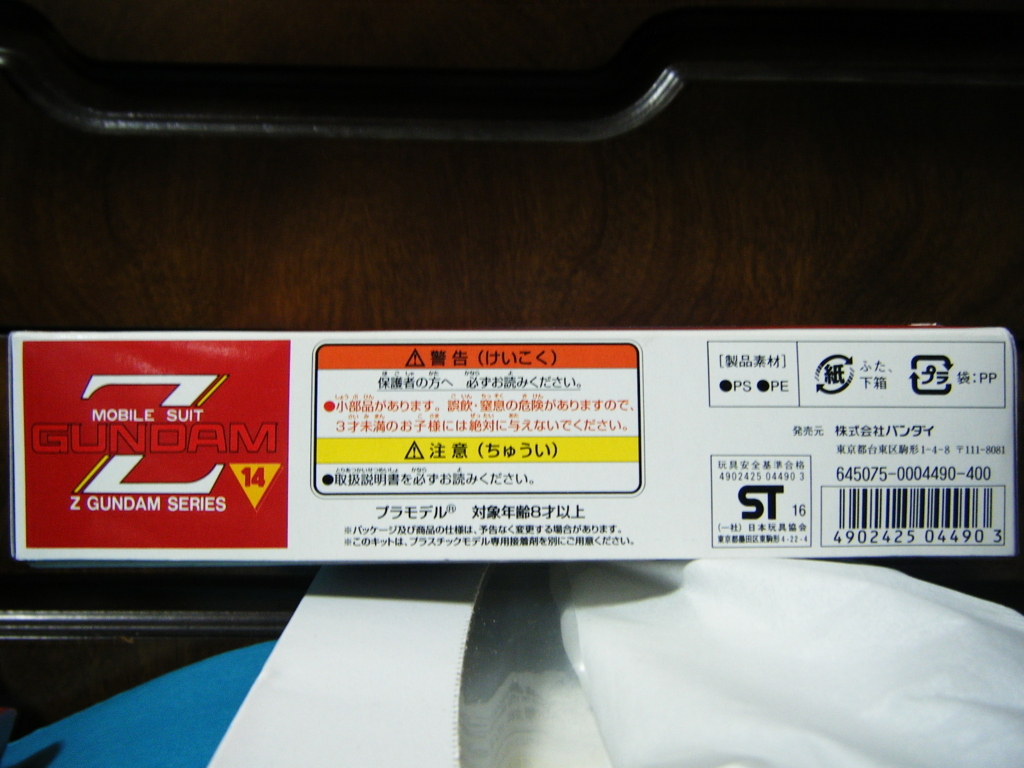 MOBILE SUIT
Z
GUNDAM
14
Z GUNDAM SERIES
⚠警告(けいこく)
保護者の方へ 必ずお読みください。
●小部品があります。誤飲・窒息の危険がありますので、
3才未満のお子様には絶対に与えないでください。
⚠注意(ちゅうい)
●取扱説明書を必ずお読みください。
プラモデル® 対象年齢8才以上
※パッケージ及び商品の仕様は、予告なく変更する場合があります。
※このキットは、プラスチックモデル専用接着剤を別にご用意ください。
[製品素材]
●PS ●PE
紙 ふた、
下箱
プラ 袋:PP
発売元 株式会社バンダイ
東京都台東区駒形1-4-8 〒111-8081
645075-0004490-400
玩具安全基準合格
4902425 04490 3
ST 16
(一社) 日本玩具協会
東京都墨田区東駒形4-22-4
4902425 04490 3